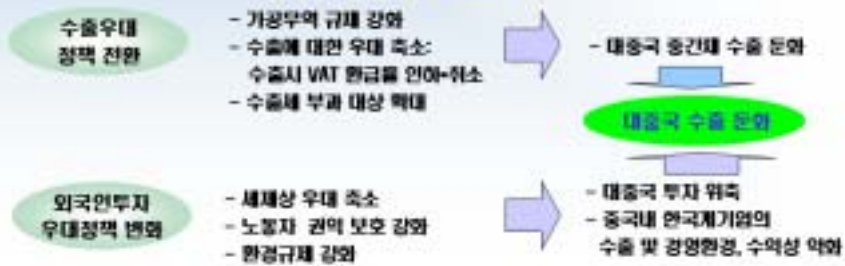 수출우대
정책 전환
- 가공무역 규제 강화
- 수출에 대한 우대 축소:
수출시 VAT 환급률 인하•취소
- 수출세 부과 대상 확대
- 대중국 중간재 수출 둔화
대중국 수출 둔화
외국인투자
우대정책 변화
- 세제상 우대 축소
- 노동자 권익 보호 강화
- 환경규제 강화
- 대중국 투자 위축
- 중국내 한국계기업의
수출 및 경영환경, 수익성 악화